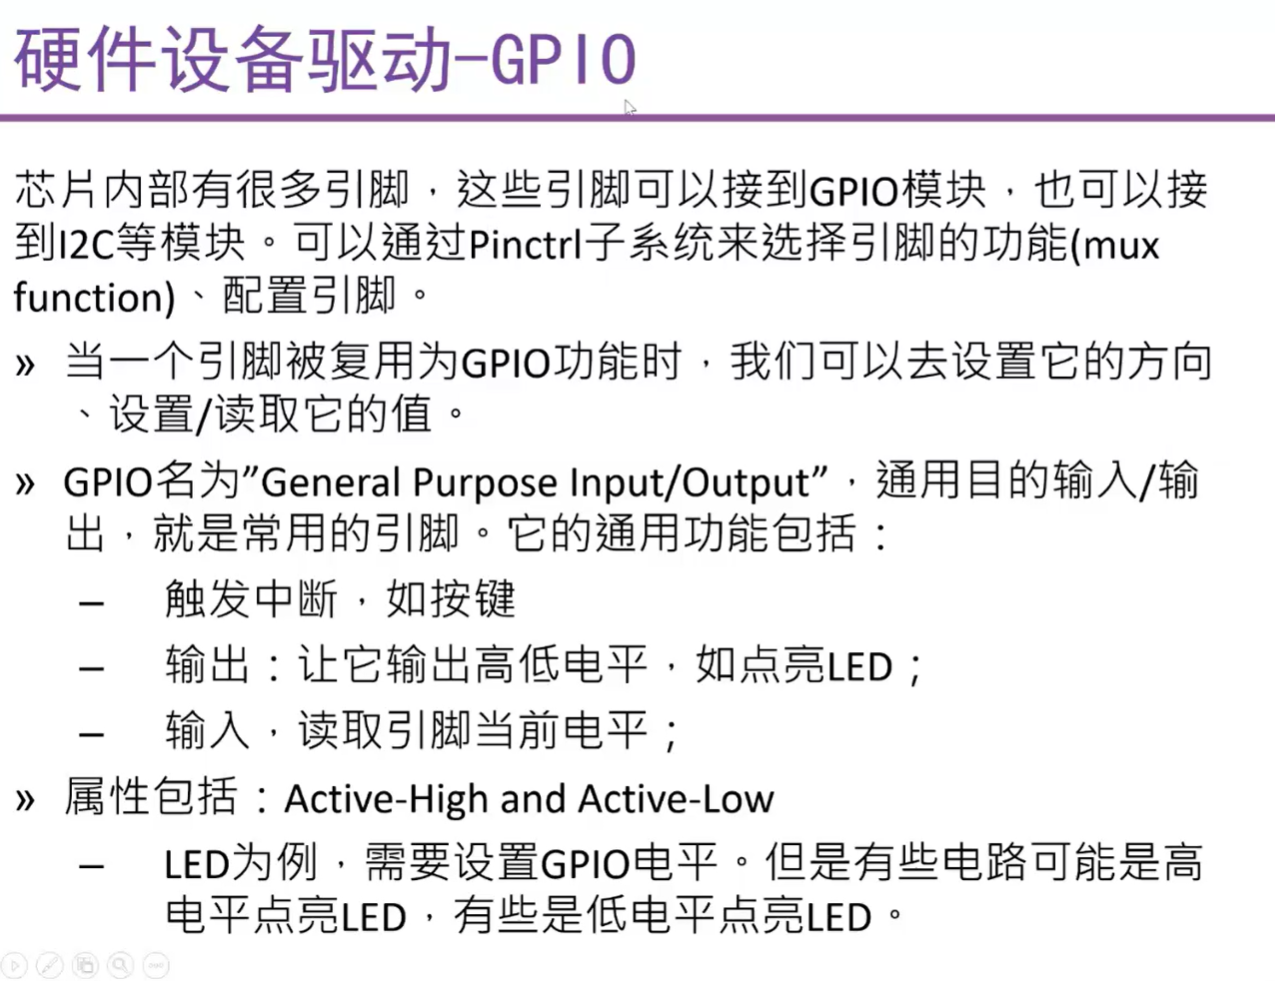 硬件设备驱动-GPIO
芯片内部有很多引脚，这些引脚可以接到GPIO模块，也可以接
到I2C等模块。可以通过Pinctrl子系统来选择引脚的功能(mux
function)、配置引脚。
» 当一个引脚被复用为GPIO功能时，我们可以去设置它的方向
、设置/读取它的值。
» GPIO名为”General Purpose Input/Output”，通用目的输入/输
出，就是常用的引脚。它的通用功能包括：
– 触发中断，如按键
– 输出：让它输出高低电平，如点亮LED；
– 输入，读取引脚当前电平；
» 属性包括：Active-High and Active-Low
– LED为例，需要设置GPIO电平。但是有些电路可能是高
电平点亮LED，有些是低电平点亮LED。